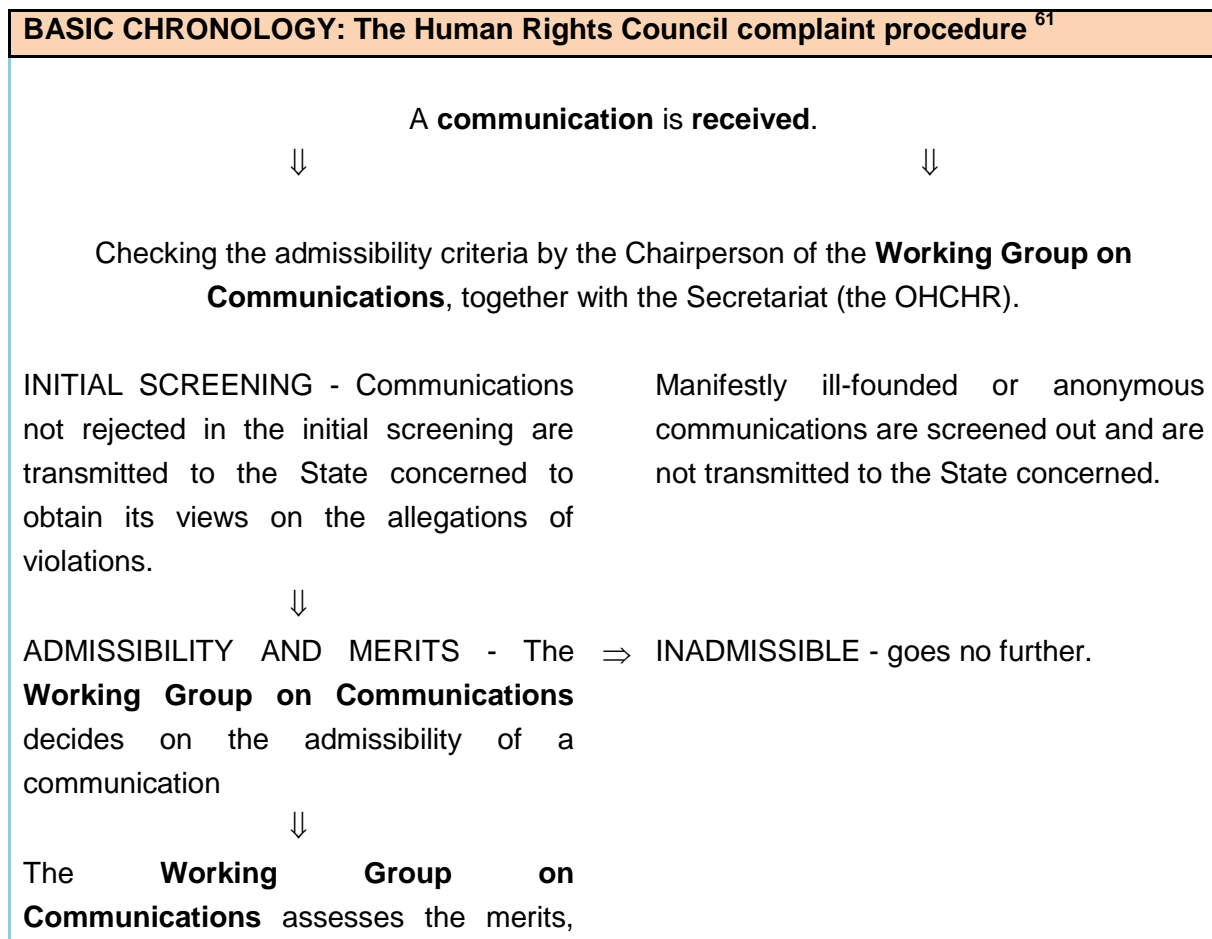 BASIC CHRONOLOGY: The Human Rights Council complaint procedure 61
A communication is received.
⇓ ⇓
Checking the admissibility criteria by the Chairperson of the Working Group on
Communications, together with the Secretariat (the OHCHR).
INITIAL SCREENING - Communications
not rejected in the initial screening are
transmitted to the State concerned to
obtain its views on the allegations of
violations.
Manifestly ill-founded or anonymous
communications are screened out and are
not transmitted to the State concerned.
⇓
ADMISSIBILITY AND MERITS - The
Working Group on Communications
decides on the admissibility of a
communication
⇒ INADMISSIBLE - goes no further.
⇓
The Working Group on
Communications assesses the merits,